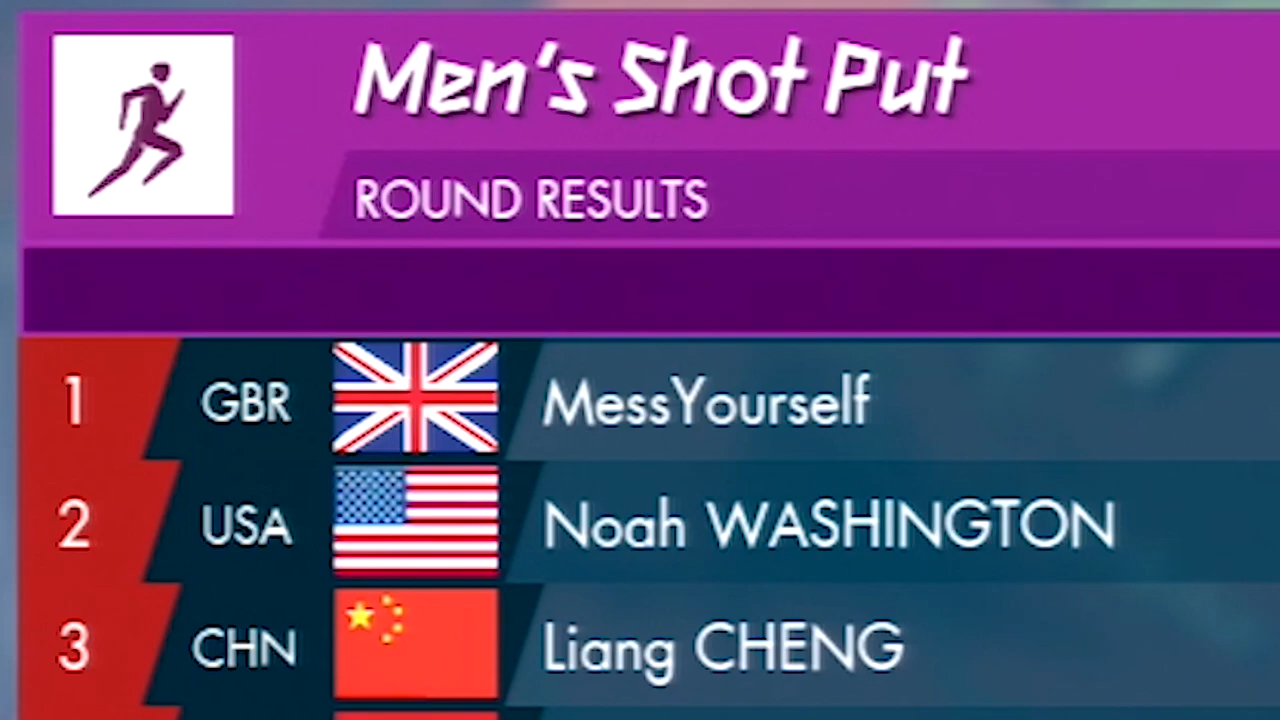 Men's Shot Put
ROUND RESULTS
1 GBR MessYourself
2 USA Noah WASHINGTON
3 CHN Liang CHENG